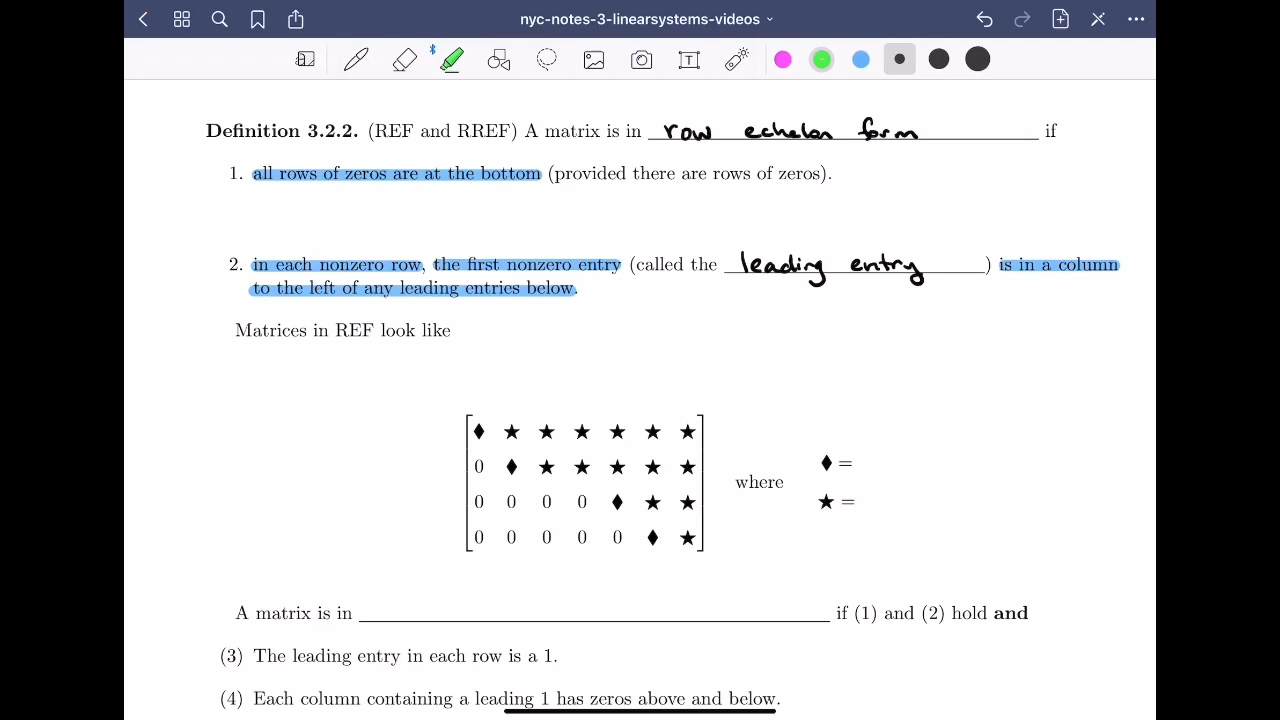 nyc-notes-3-linearsystems-videos
T
Definition 3.2.2. (REF and RREF) A matrix is in row echelon form if
1. all rows of zeros are at the bottom (provided there are rows of zeros).
2. in each nonzero row, the first nonzero entry (called the leading entry) is in a column
to the left of any leading entries below.
Matrices in REF look like
♦ ★ ★ ★ ★ ★ ★
0 ♦ ★ ★ ★ ★ ★
0 0 0 0 ♦ ★ ★
0 0 0 0 0 ♦ ★
where
♦ =
★ =
A matrix is in ____ if (1) and (2) hold and
(3) The leading entry in each row is a 1.
(4) Each column containing a leading 1 has zeros above and below.